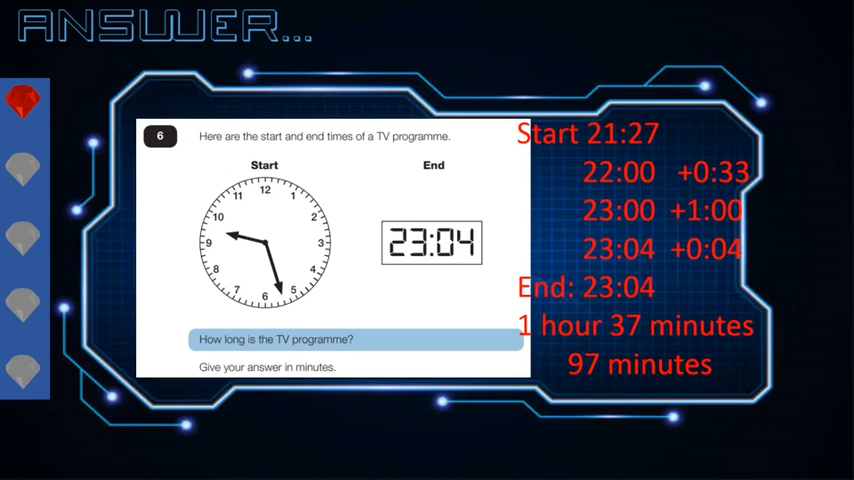 ANSWER...
6
Here are the start and end times of a TV programme.
Start
End
12
1
2
3
4
5
6
7
8
9
10
11
23:04
How long is the TV programme?
Give your answer in minutes.
Start 21:27
22:00 +0:33
23:00 +1:00
23:04 +0:04
End: 23:04
1 hour 37 minutes
97 minutes